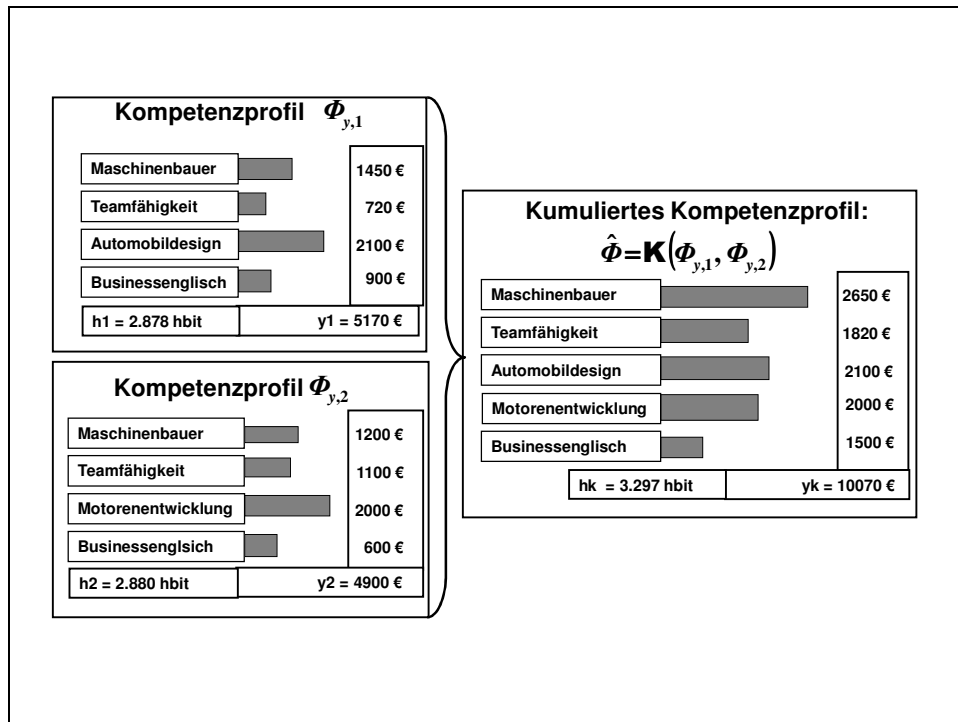 Kompetenzprofil Φy,1
Maschinenbauer 1450 €
Teamfähigkeit 720 €
Automobildesign 2100 €
Businessenglisch 900 €
h1 = 2.878 hbit y1 = 5170 €
Kompetenzprofil Φy,2
Maschinenbauer 1200 €
Teamfähigkeit 1100 €
Motorenentwicklung 2000 €
Businessenglsich 600 €
h2 = 2.880 hbit y2 = 4900 €
Kumuliertes Kompetenzprofil:
Φ̂=K(Φy,1, Φy,2)
Maschinenbauer 2650 €
Teamfähigkeit 1820 €
Automobildesign 2100 €
Motorenentwicklung 2000 €
Businessenglisch 1500 €
hk = 3.297 hbit yk = 10070 €